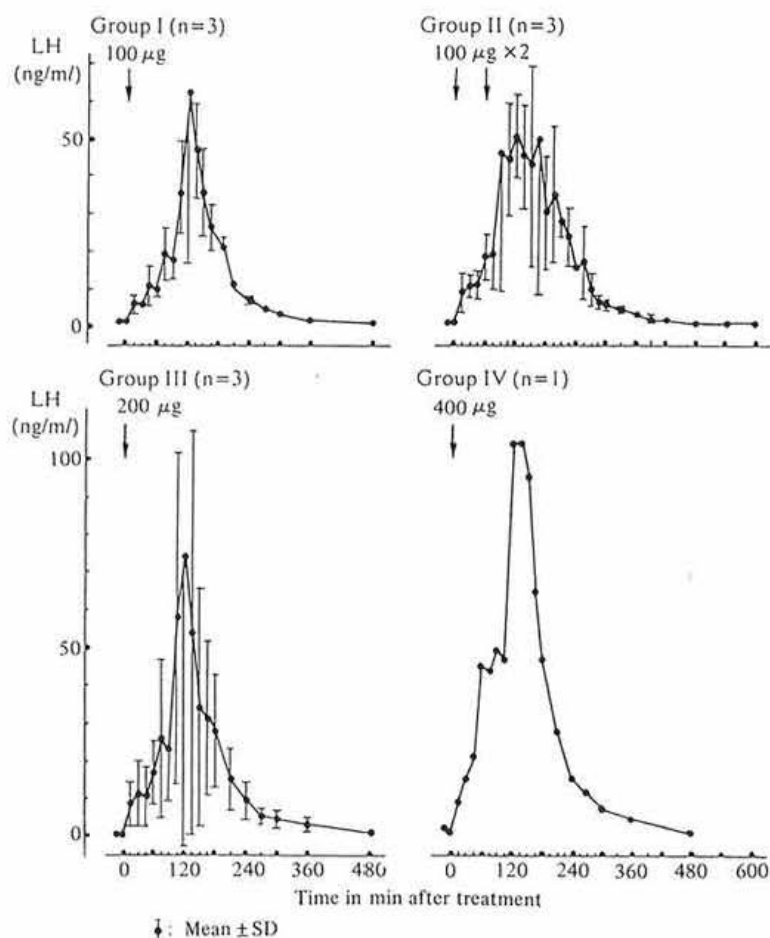 Group I (n=3)
100 μg
LH
(ng/ml)
50
0
Group II (n=3)
100 μg ×2
Group III (n=3)
200 μg
LH
(ng/ml)
100
50
0
0 120 240 360 480
Group IV (n=1)
400 μg
0 120 240 360 480 600
Time in min after treatment
: Mean ± SD